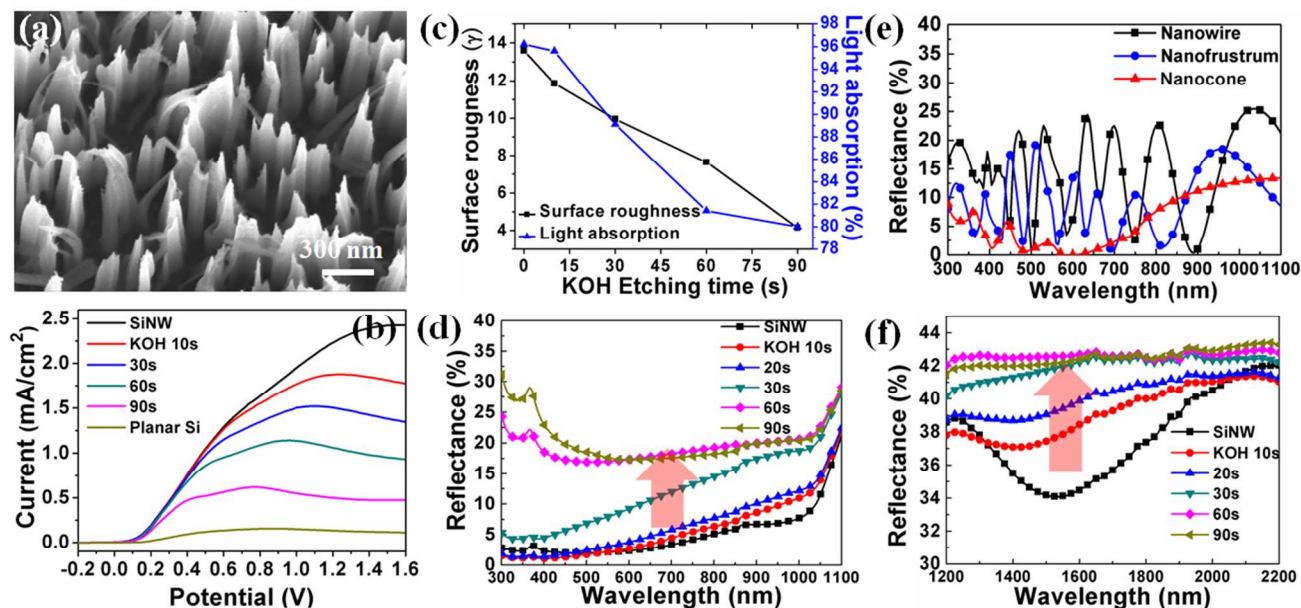 (a)
300 nm
(b)
SiNW
KOH 10s
30s
60s
90s
Planar Si
2.5
2.0
1.5
1.0
0.5
0.0
Current (mA/cm2)
-0.2 0.0 0.2 0.4 0.6 0.8 1.0 1.2 1.4 1.6
Potential (V)
(c)
14
12
10
8
6
4
Surface rougness (γ)
98
96
94
92
90
88
86
84
82
80
78
Light absorption (%)
Surface roughness
Light absorption
0 15 30 45 60 75 90
KOH Etching time (s)
(d)
SiNW
KOH 10s
20s
30s
60s
90s
40
35
30
25
20
15
10
5
0
Reflectance (%)
300 400 500 600 700 800 900 1000 1100
Wavelength (nm)
(e)
Nanowire
Nanofrustrum
Nanocone
40
35
30
25
20
15
10
5
0
Reflectance (%)
300 400 500 600 700 800 900 1000 1100
Wavelength (nm)
(f)
44
42
40
38
36
34
32
30
Reflectance (%)
SiNW
KOH 10s
20s
30s
60s
90s
1200 1400 1600 1800 2000 2200
Wavelength (nm)